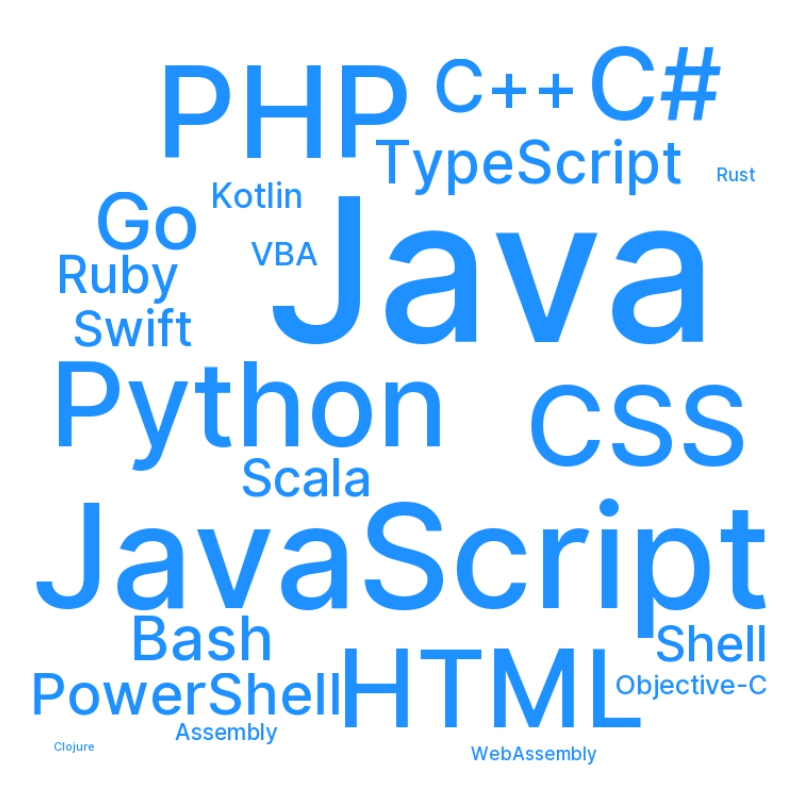 PHP C++ C#
TypeScript
Rust
Kotlin
Go
Java
VBA
Ruby
Swift
Python
CSS
Scala
JavaScript
Bash
Shell
PowerShell
HTML
Objective-C
Assembly
Clojure
WebAssembly